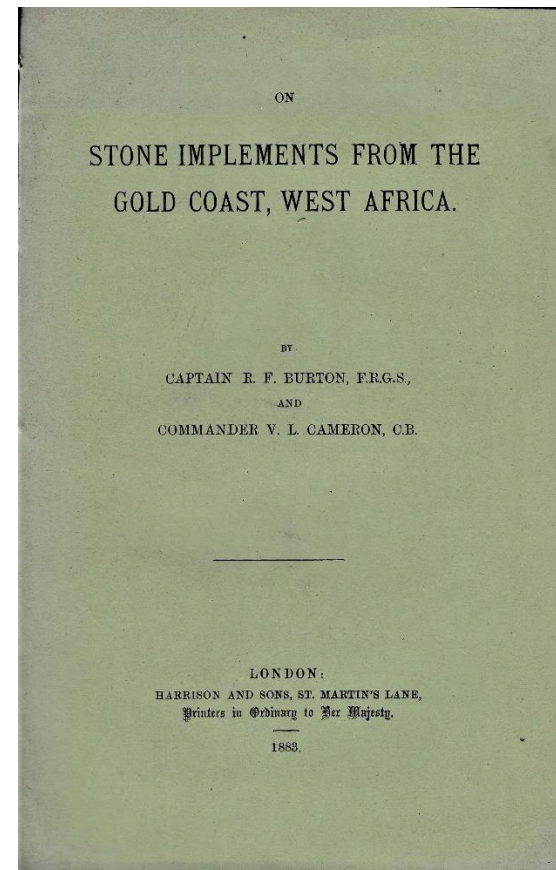 ON
STONE IMPLEMENTS FROM THE
GOLD COAST, WEST AFRICA.
BY
CAPTAIN R. F. BURTON, F.R.G.S.,
AND
COMMANDER V. L. CAMERON, C.B.
LONDON:
HARRISON AND SONS, ST. MARTIN'S LANE,
Printers in Ordinary to Her Majesty.
1883.